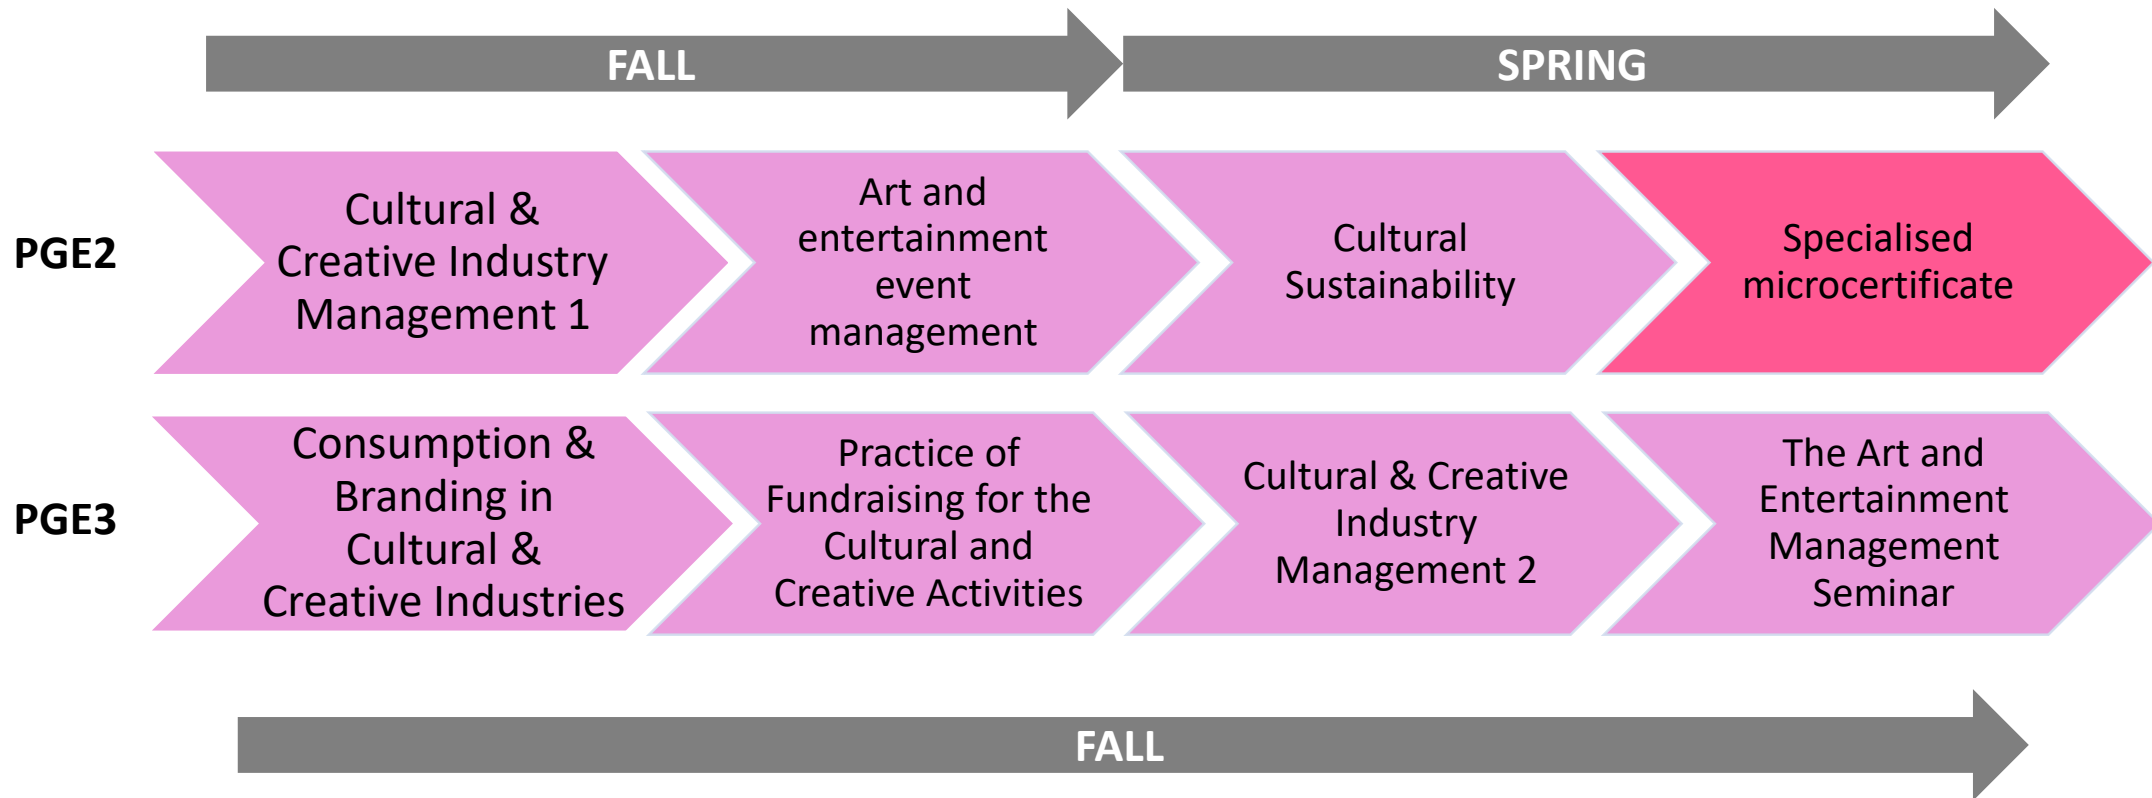 FALL
SPRING
PGE2
Cultural &
Creative Industry
Management 1
Art and
entertainment
event
management
Cultural
Sustainability
Specialised
microcertificate
PGE3
Consumption &
Branding in
Cultural &
Creative Industries
Practice of
Fundraising for the
Cultural and
Creative Activities
Cultural & Creative
Industry
Management 2
The Art and
Entertainment
Management
Seminar
FALL